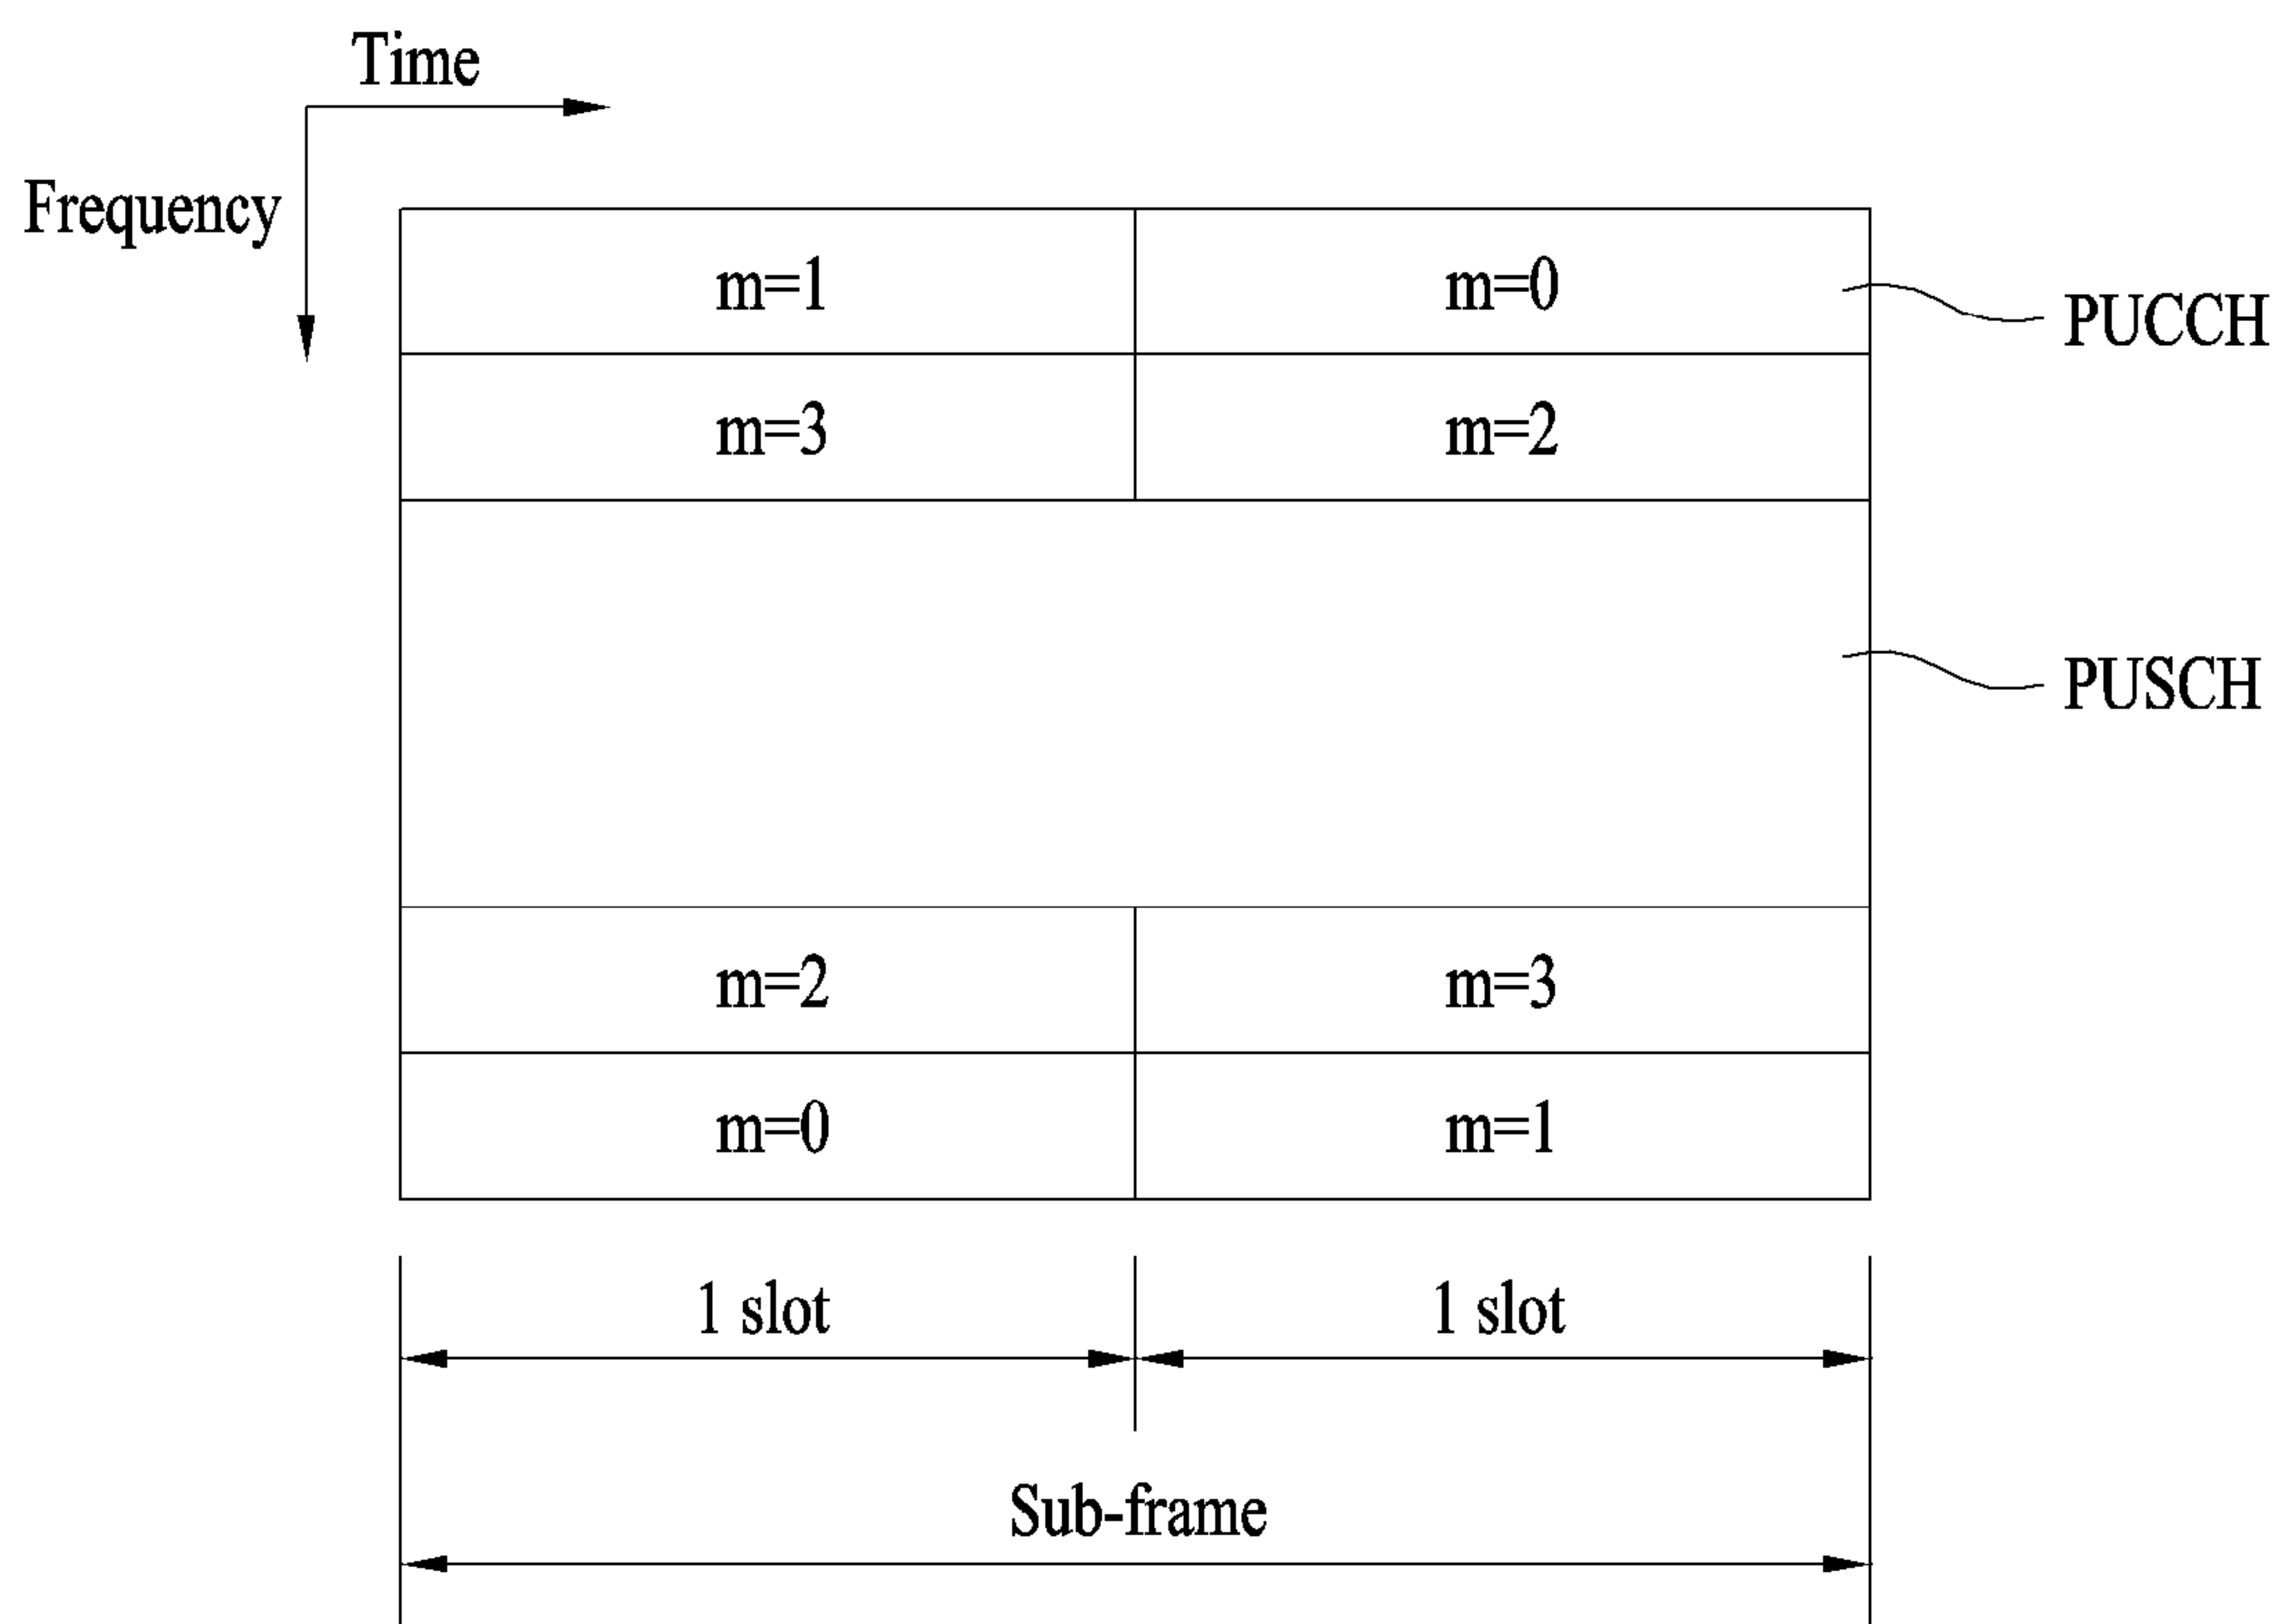 Time
Frequency
m=1 m=0
PUCCH
m=3 m=2
PUSCH
m=2 m=3
m=0 m=1
1 slot 1 slot
Sub-frame